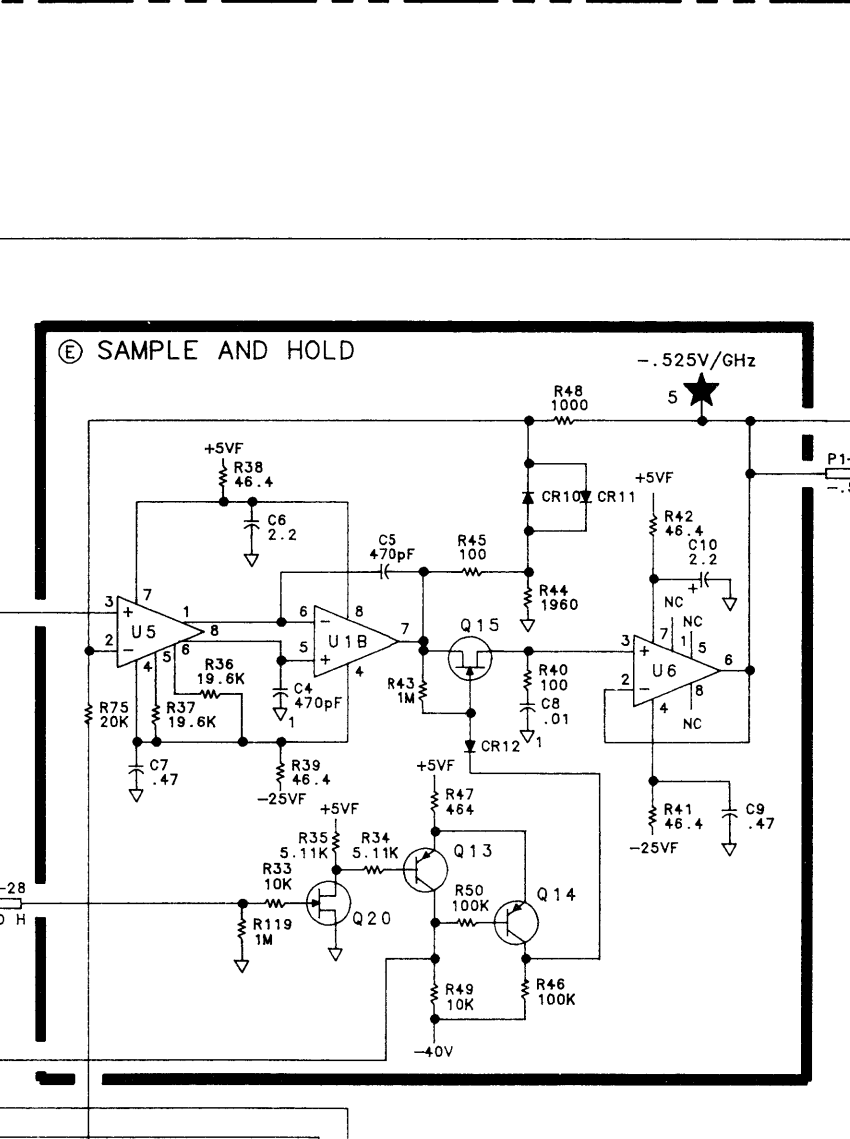 E SAMPLE AND HOLD
-.525V/GHz
5
R48
1000
+5VF
R38
46.4
C6
2.2
CR10
CR11
+5VF
R42
46.4
C10
2.2
+
P1-
C5
470pF
R45
100
R44
1960
NC
NC
3
+
7
1
2
-
U5
8
6
5
4
6
-
8
5
+
U1B
7
4
Q15
3
+
7
1
5
U6
6
2
-
4
8
NC
R36
19.6K
C4
470pF
1
R43
1M
R40
100
C8
.01
1
R75
20K
R37
19.6K
C7
.47
R39
46.4
-25VF
CR12
+5VF
R47
464
R41
46.4
-25VF
C9
.47
+5VF
R35
5.11K
R34
5.11K
Q13
R33
10K
R50
100K
Q14
-28
D H
R119
1M
Q20
R49
10K
R46
100K
-40V